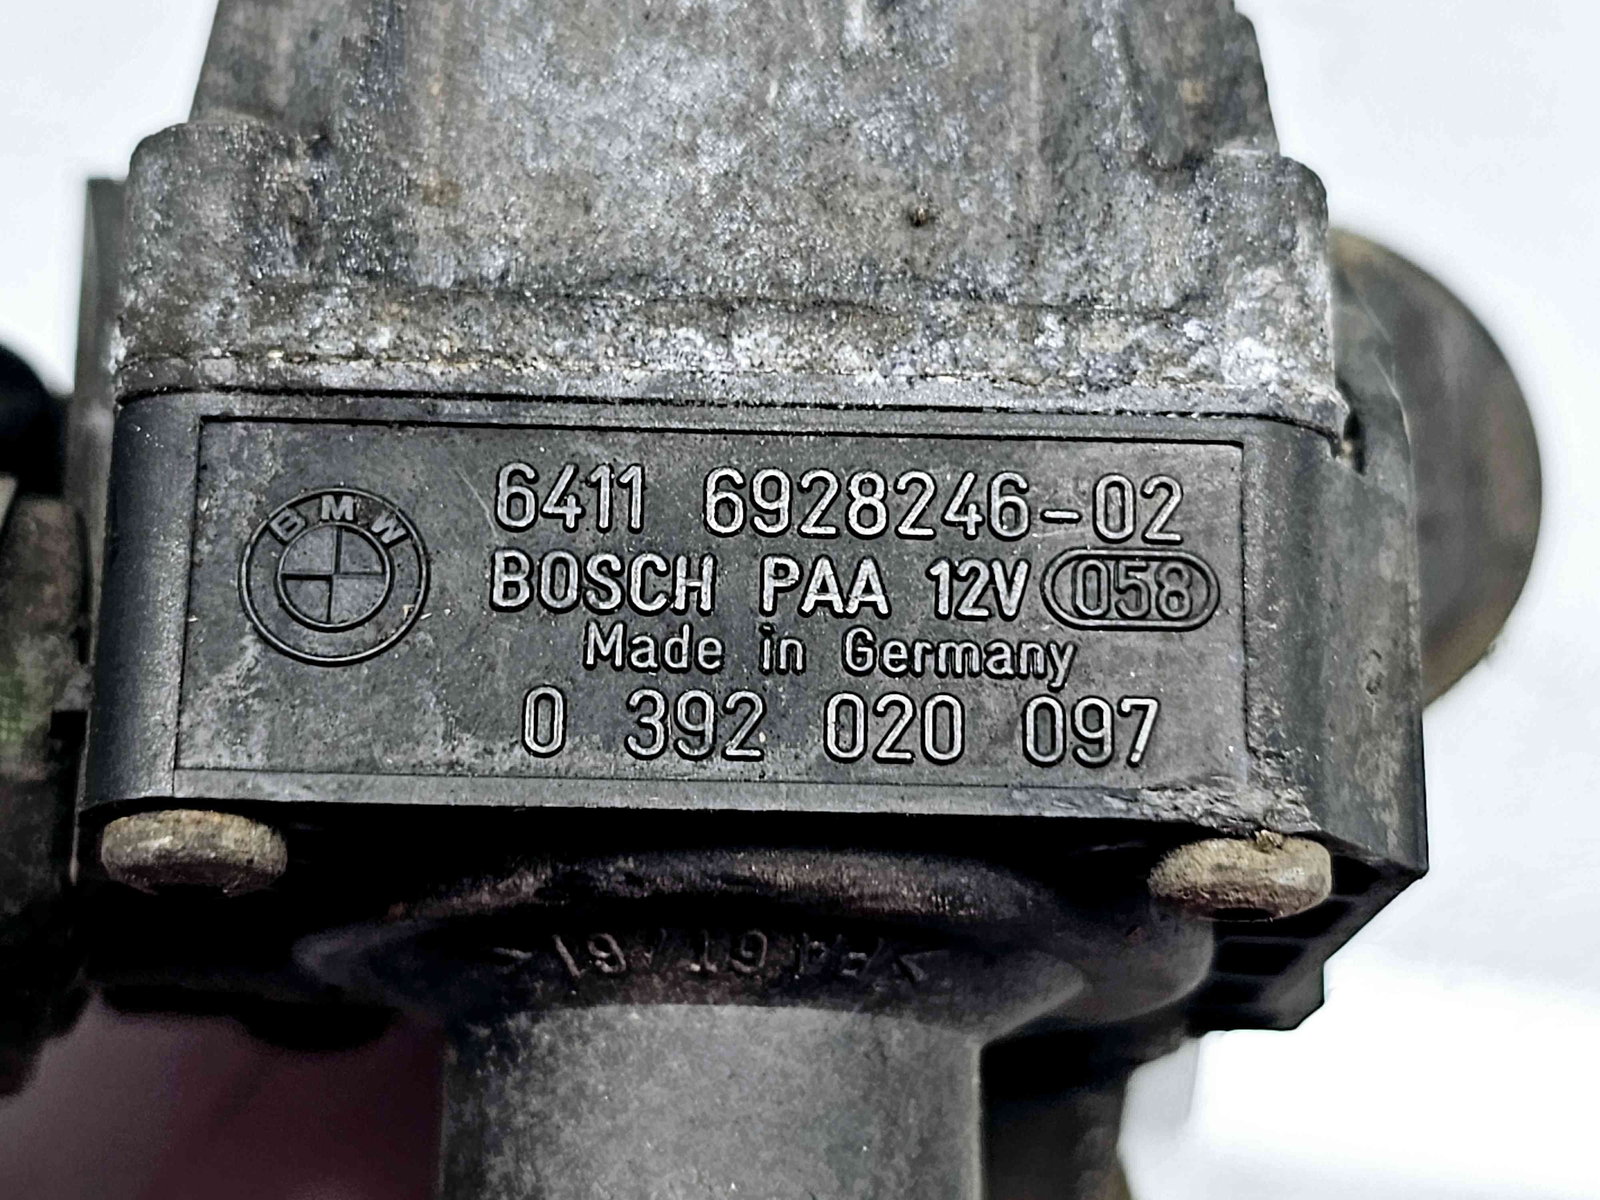 BMW
6411 6928246-02
BOSCH PAA 12V 058
Made in Germany
0 392 020 097